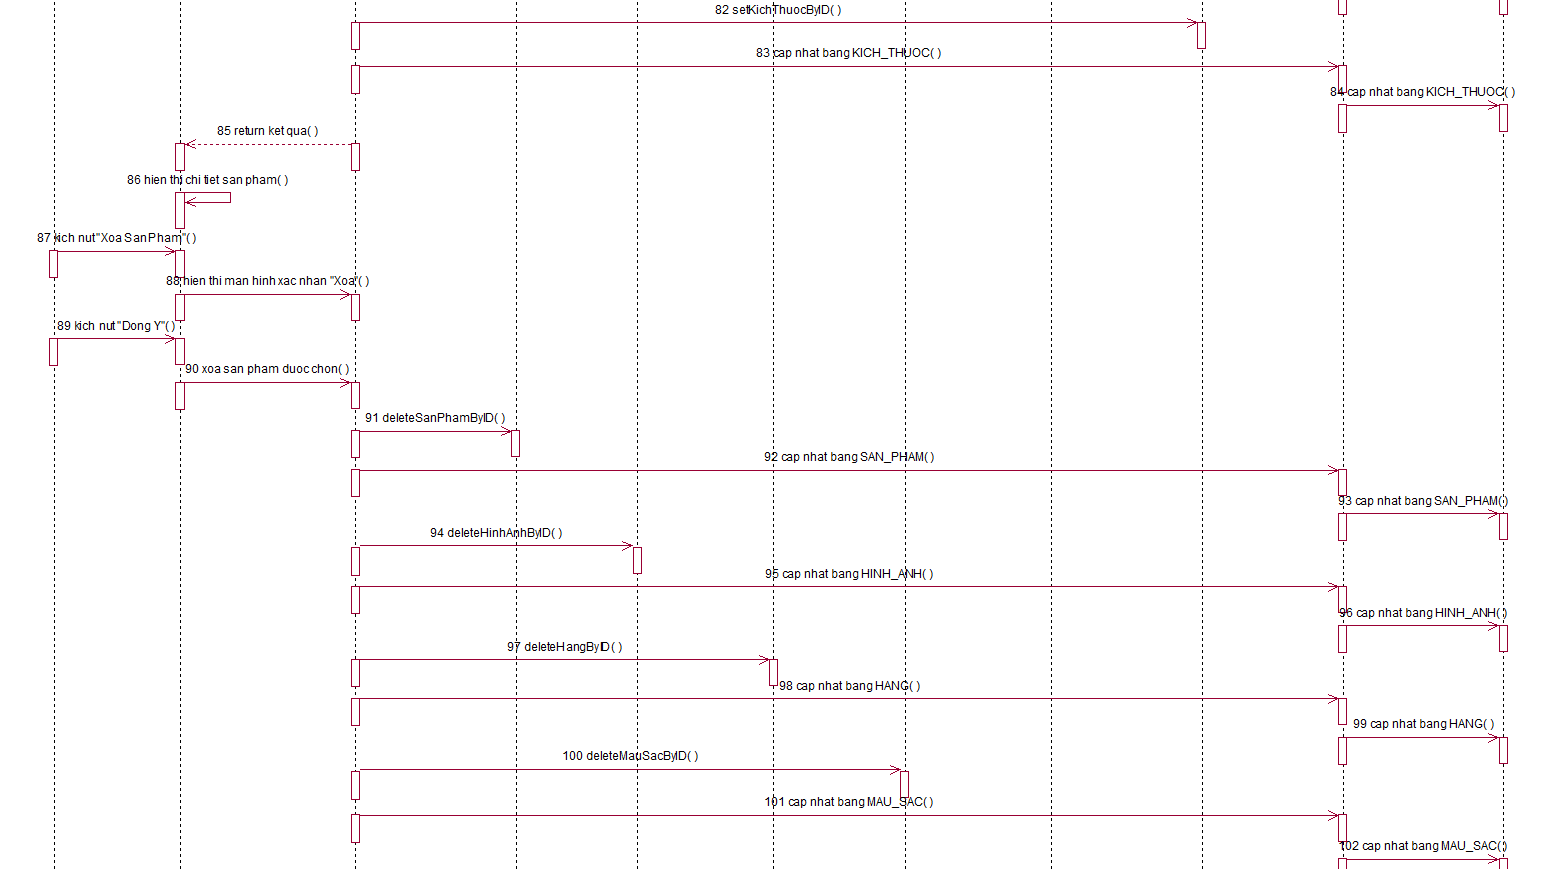 82 setKichThuocByID( )
83 cap nhat bang KICH_THUOC( )
84 cap nhat bang KICH_THUOC( )
85 return ket qua( )
86 hien thi chi tiet san pham( )
87 kich nut "Xoa San Pham"( )
88 hien thi man hinh xac nhan "Xoa"( )
89 kich nut "Dong Y"( )
90 xoa san pham duoc chon( )
91 deleteSanPhamByID( )
92 cap nhat bang SAN_PHAM( )
93 cap nhat bang SAN_PHAM( )
94 deleteHinhAnhByID( )
95 cap nhat bang HINH_ANH( )
96 cap nhat bang HINH_ANH( )
97 deleteHangByID( )
98 cap nhat bang HANG( )
99 cap nhat bang HANG( )
100 deleteMauSacByID( )
101 cap nhat bang MAU_SAC( )
102 cap nhat bang MAU_SAC( )